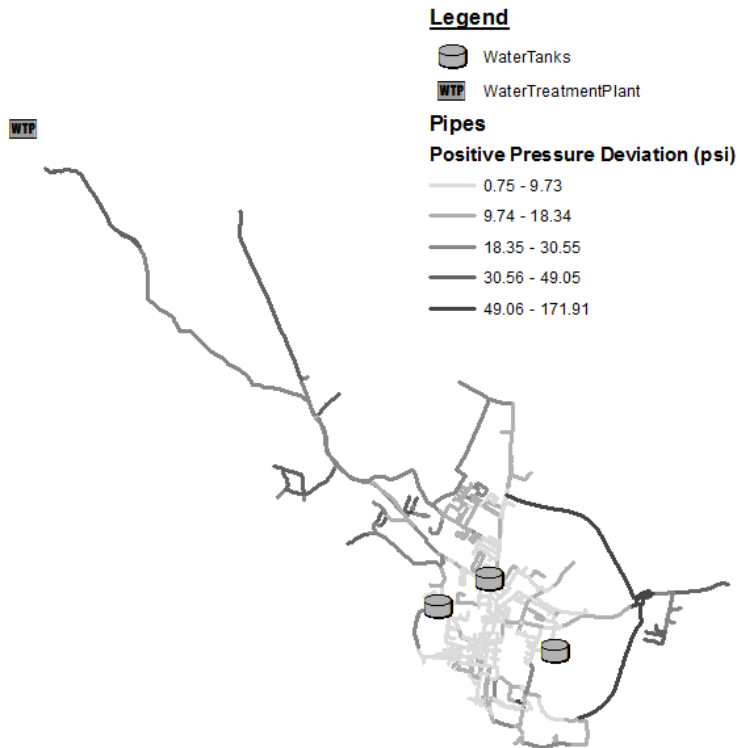 Legend
WaterTanks
WTP WaterTreatmentPlant
WTP
Pipes
Positive Pressure Deviation (psi)
0.75 - 9.73
9.74 - 18.34
18.35 - 30.55
30.56 - 49.05
49.06 - 171.91